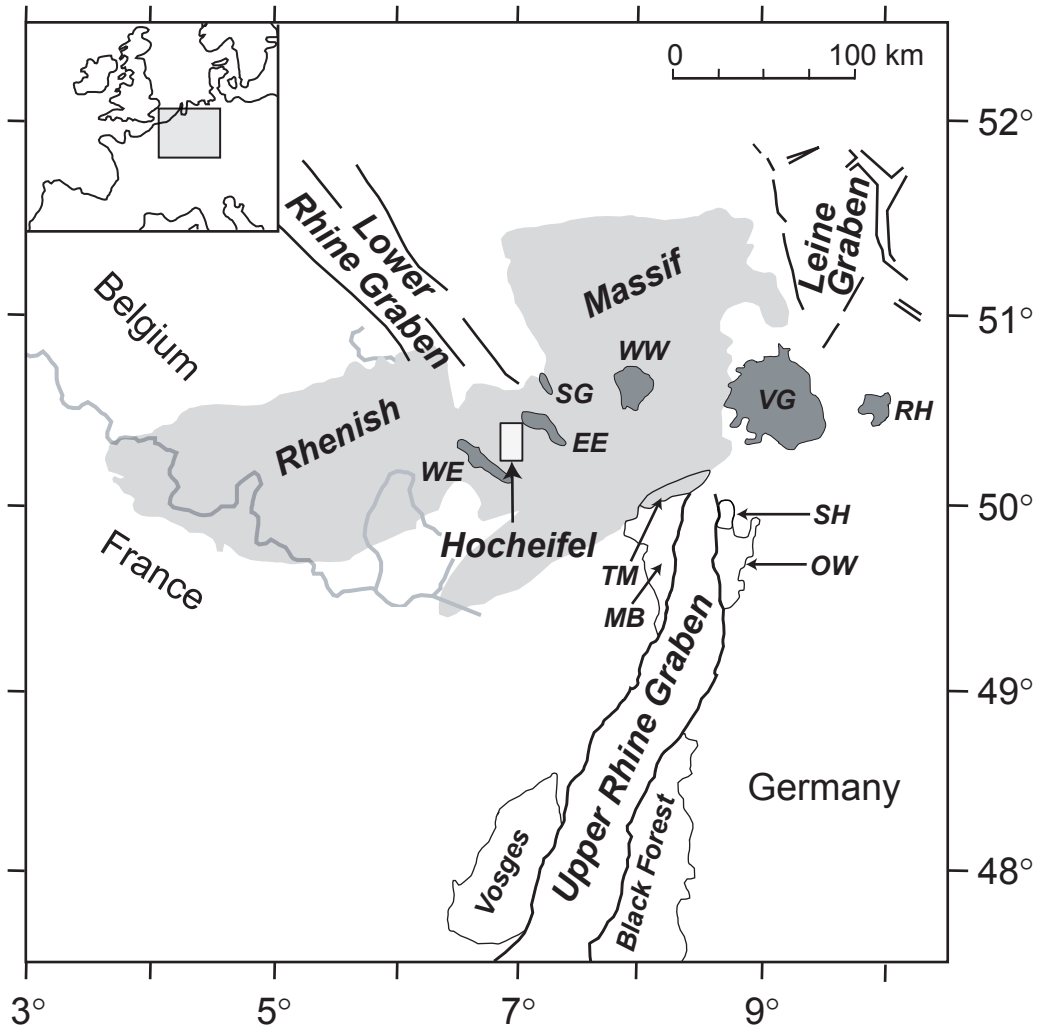 0 100 km
52°
51°
50°
49°
48°
3°
5°
7°
9°
Lower
Rhine Graben
Leine
Graben
Massif
Rhenish
Belgium
France
Germany
WW
SG
EE
WE
VG
RH
Hocheifel
SH
OW
TM
MB
Upper Rhine Graben
Vosges
Black Forest